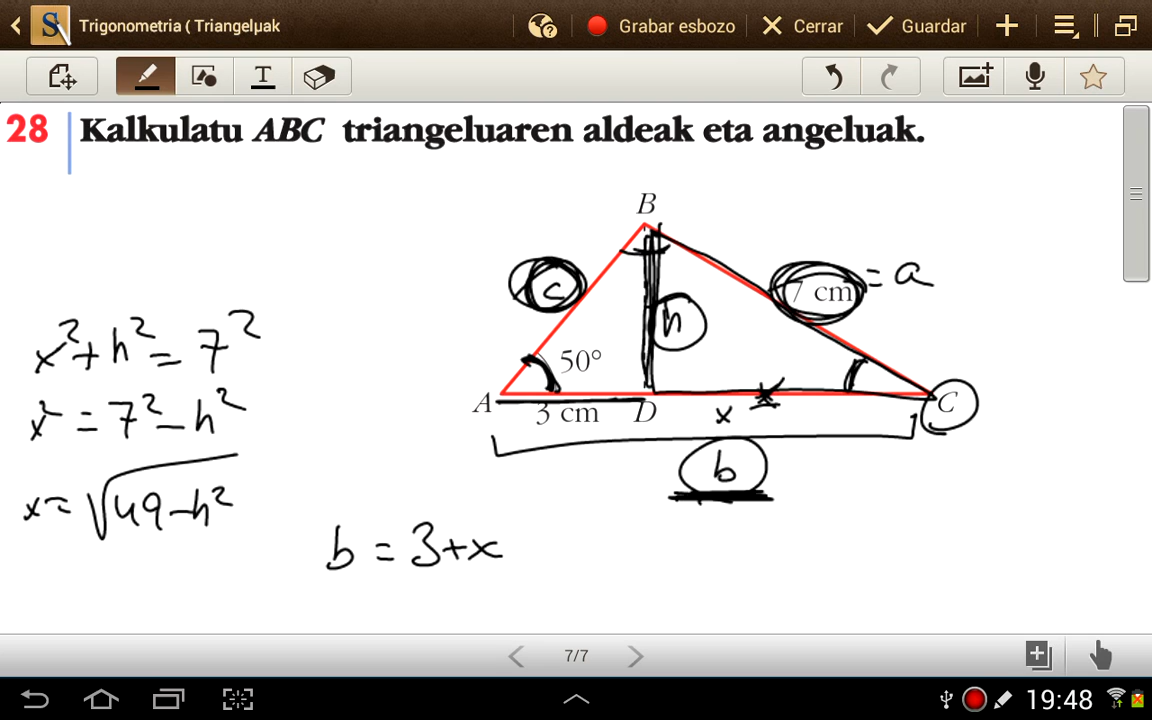 Trigonometria ( Triangelµak
Grabar esbozo
Cerrar
Guardar
28 Kalkulatu ABC triangeluaren aldeak eta angeluak.
B
c
7 cm = a
h
50°
A
3 cm
D
x
C
b
x²+h²=7²
x²=7²-h²
x=√49-h²
b=3+x
7/7
19:48